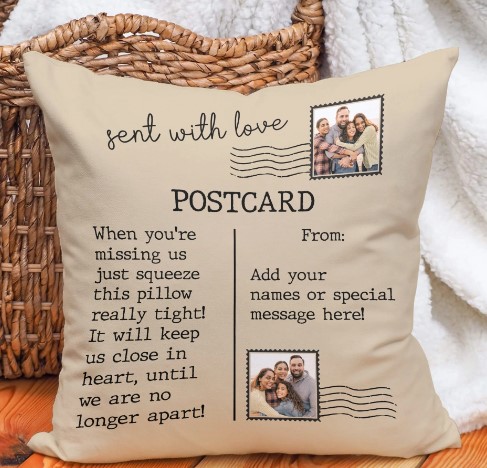 sent with love
POSTCARD
When you're
missing us
just squeeze
this pillow
really tight!
It will keep
us close in
heart, until
we are no
longer apart!
From:
Add your
names or special
message here!